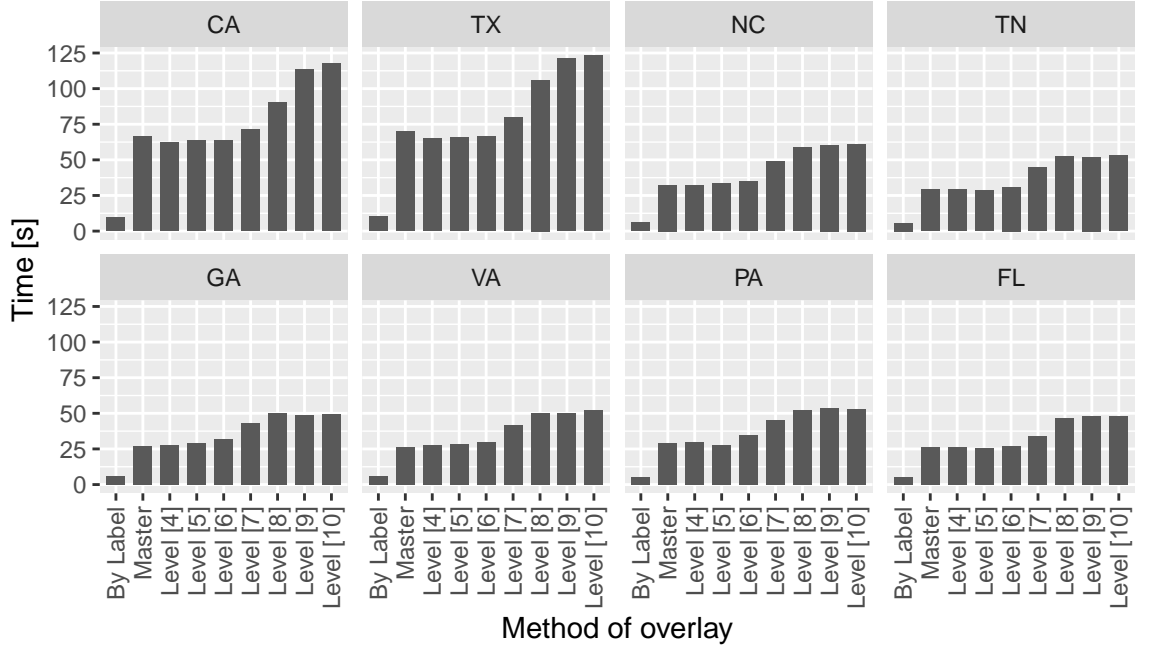 CA TX NC TN
125
100
75
50
25
0
GA VA PA FL
125
100
75
50
25
0
Time [s]
By Label Master Level [4] Level [5] Level [6] Level [7] Level [8] Level [9] Level [10]
By Label Master Level [4] Level [5] Level [6] Level [7] Level [8] Level [9] Level [10]
By Label Master Level [4] Level [5] Level [6] Level [7] Level [8] Level [9] Level [10]
By Label Master Level [4] Level [5] Level [6] Level [7] Level [8] Level [9] Level [10]
Method of overlay